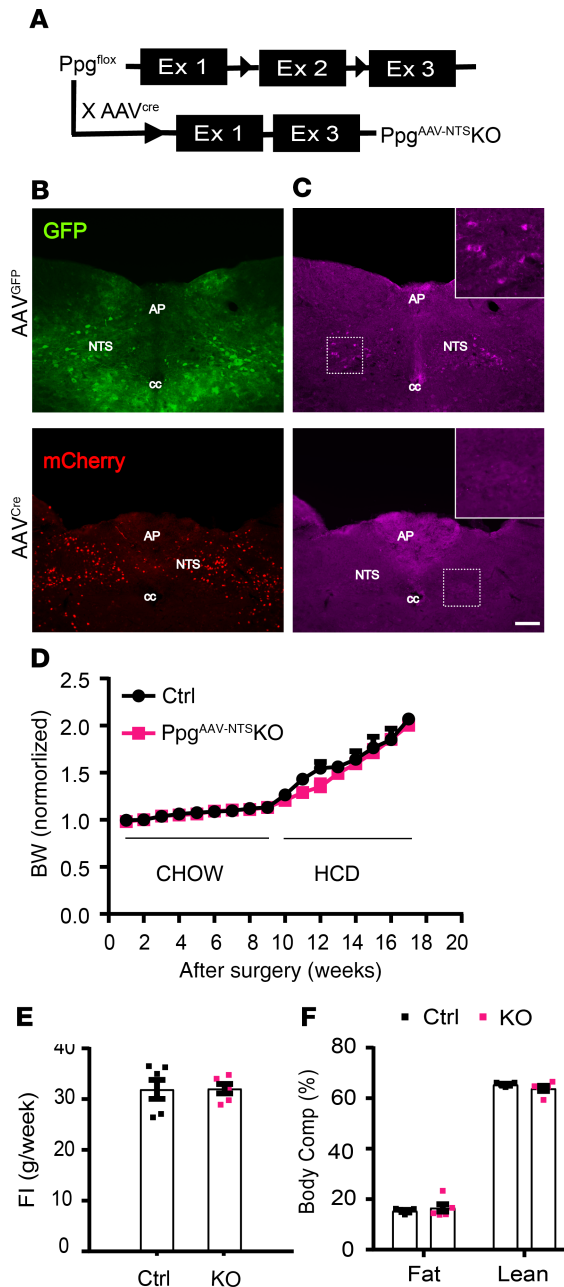 A
Ppg^flox Ex 1 Ex 2 Ex 3
X AAV^cre
Ex 1 Ex 3 Ppg^AAV-NTS KO
B
C
GFP
AAV^GFP
AP
NTS
cc
AP
NTS
cc
mCherry
AAV^Cre
AP
NTS
cc
AP
NTS
cc
D
2.5
2.0
1.5
1.0
0.5
0.0
BW (normorlized)
Ctrl
Ppg^AAV-NTS KO
CHOW HCD
0 2 4 6 8 10 12 14 16 18 20
After surgery (weeks)
E
40
30
20
10
0
FI (g/week)
Ctrl KO
F
Ctrl KO
80
60
40
20
0
Body Comp (%)
Fat Lean